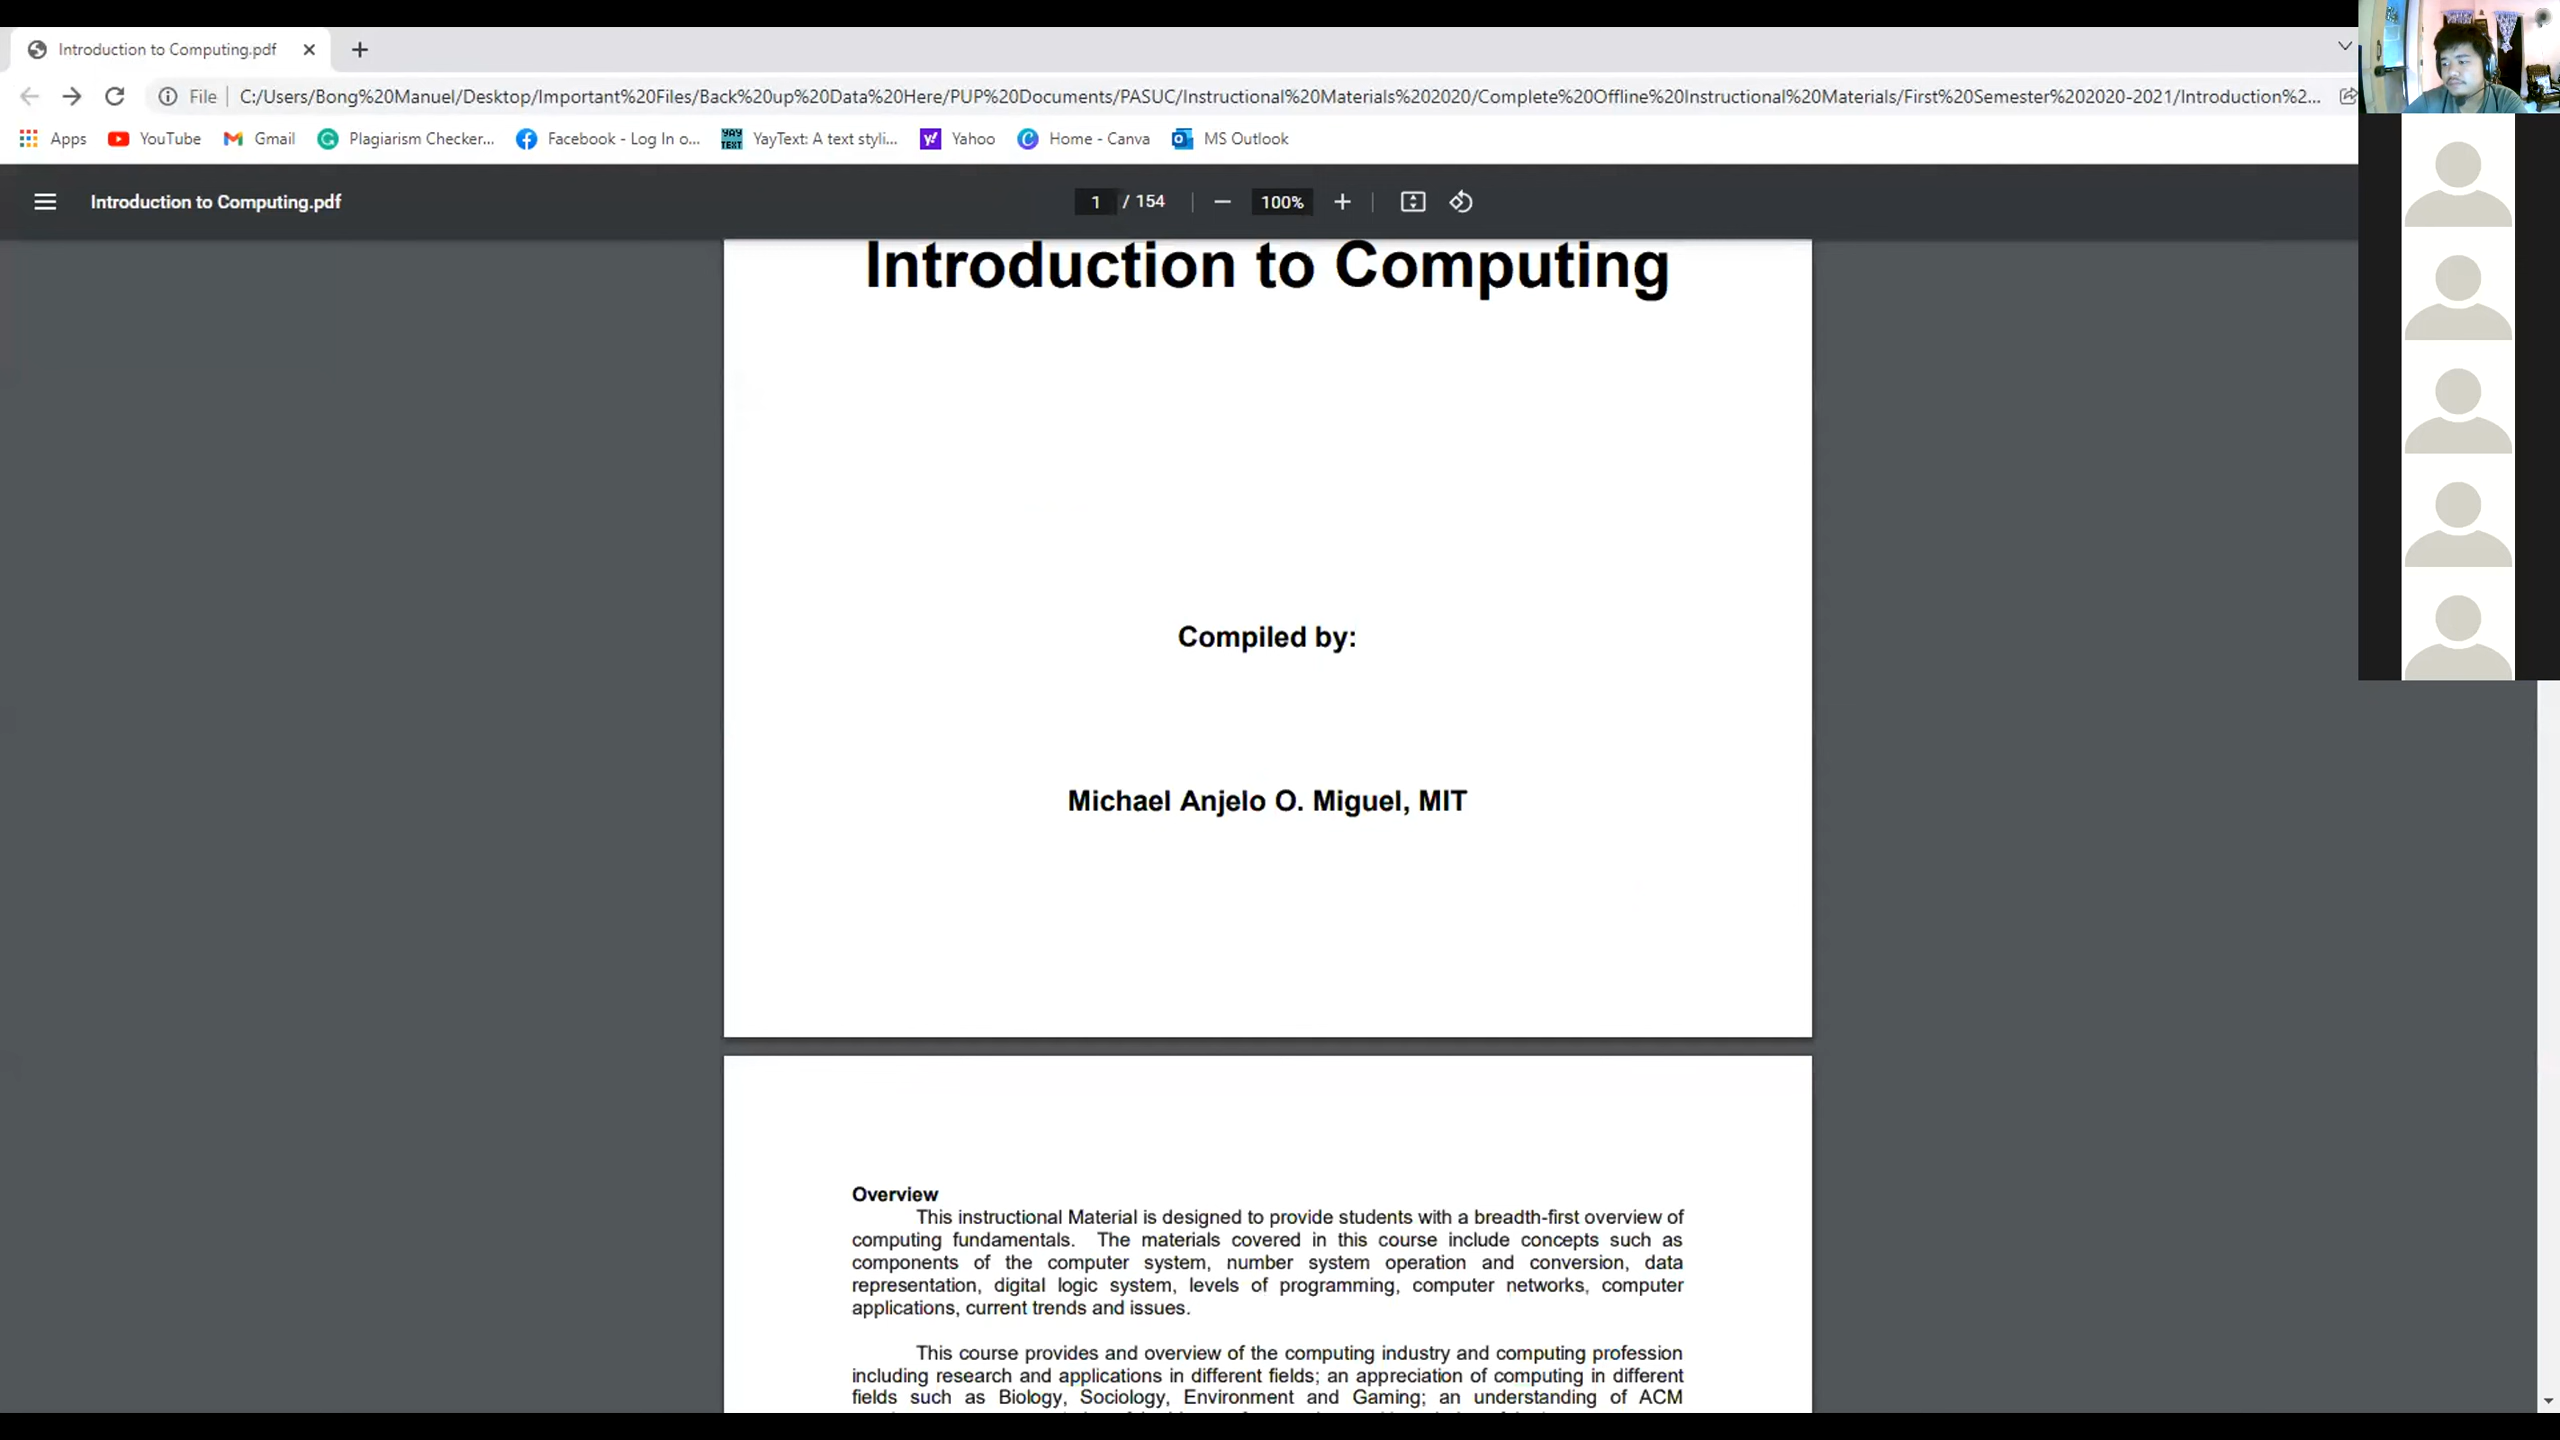 Introduction to Computing.pdf
File
C:/Users/Bong%20Manuel/Desktop/Important%20Files/Back%20up%20Data%20Here/PUP%20Documents/PASUC/Instructional%20Materials%202020/Complete%20Offline%20Instructional%20Materials/First%20Semester%202020-2021/Introduction%2...
Apps YouTube Gmail Plagiarism Checker... Facebook - Log In o... YAY TEXT YayText: A text styli... Yahoo Home - Canva MS Outlook
Introduction to Computing.pdf 1 / 154 100%
Introduction to Computing
Compiled by:
Michael Anjelo O. Miguel, MIT
Overview
This instructional Material is designed to provide students with a breadth-first overview of
computing fundamentals. The materials covered in this course include concepts such as
components of the computer system, number system operation and conversion, data
representation, digital logic system, levels of programming, computer networks, computer
applications, current trends and issues.
This course provides and overview of the computing industry and computing profession
including research and applications in different fields; an appreciation of computing in different
fields such as Biology, Sociology, Environment and Gaming; an understanding of ACM